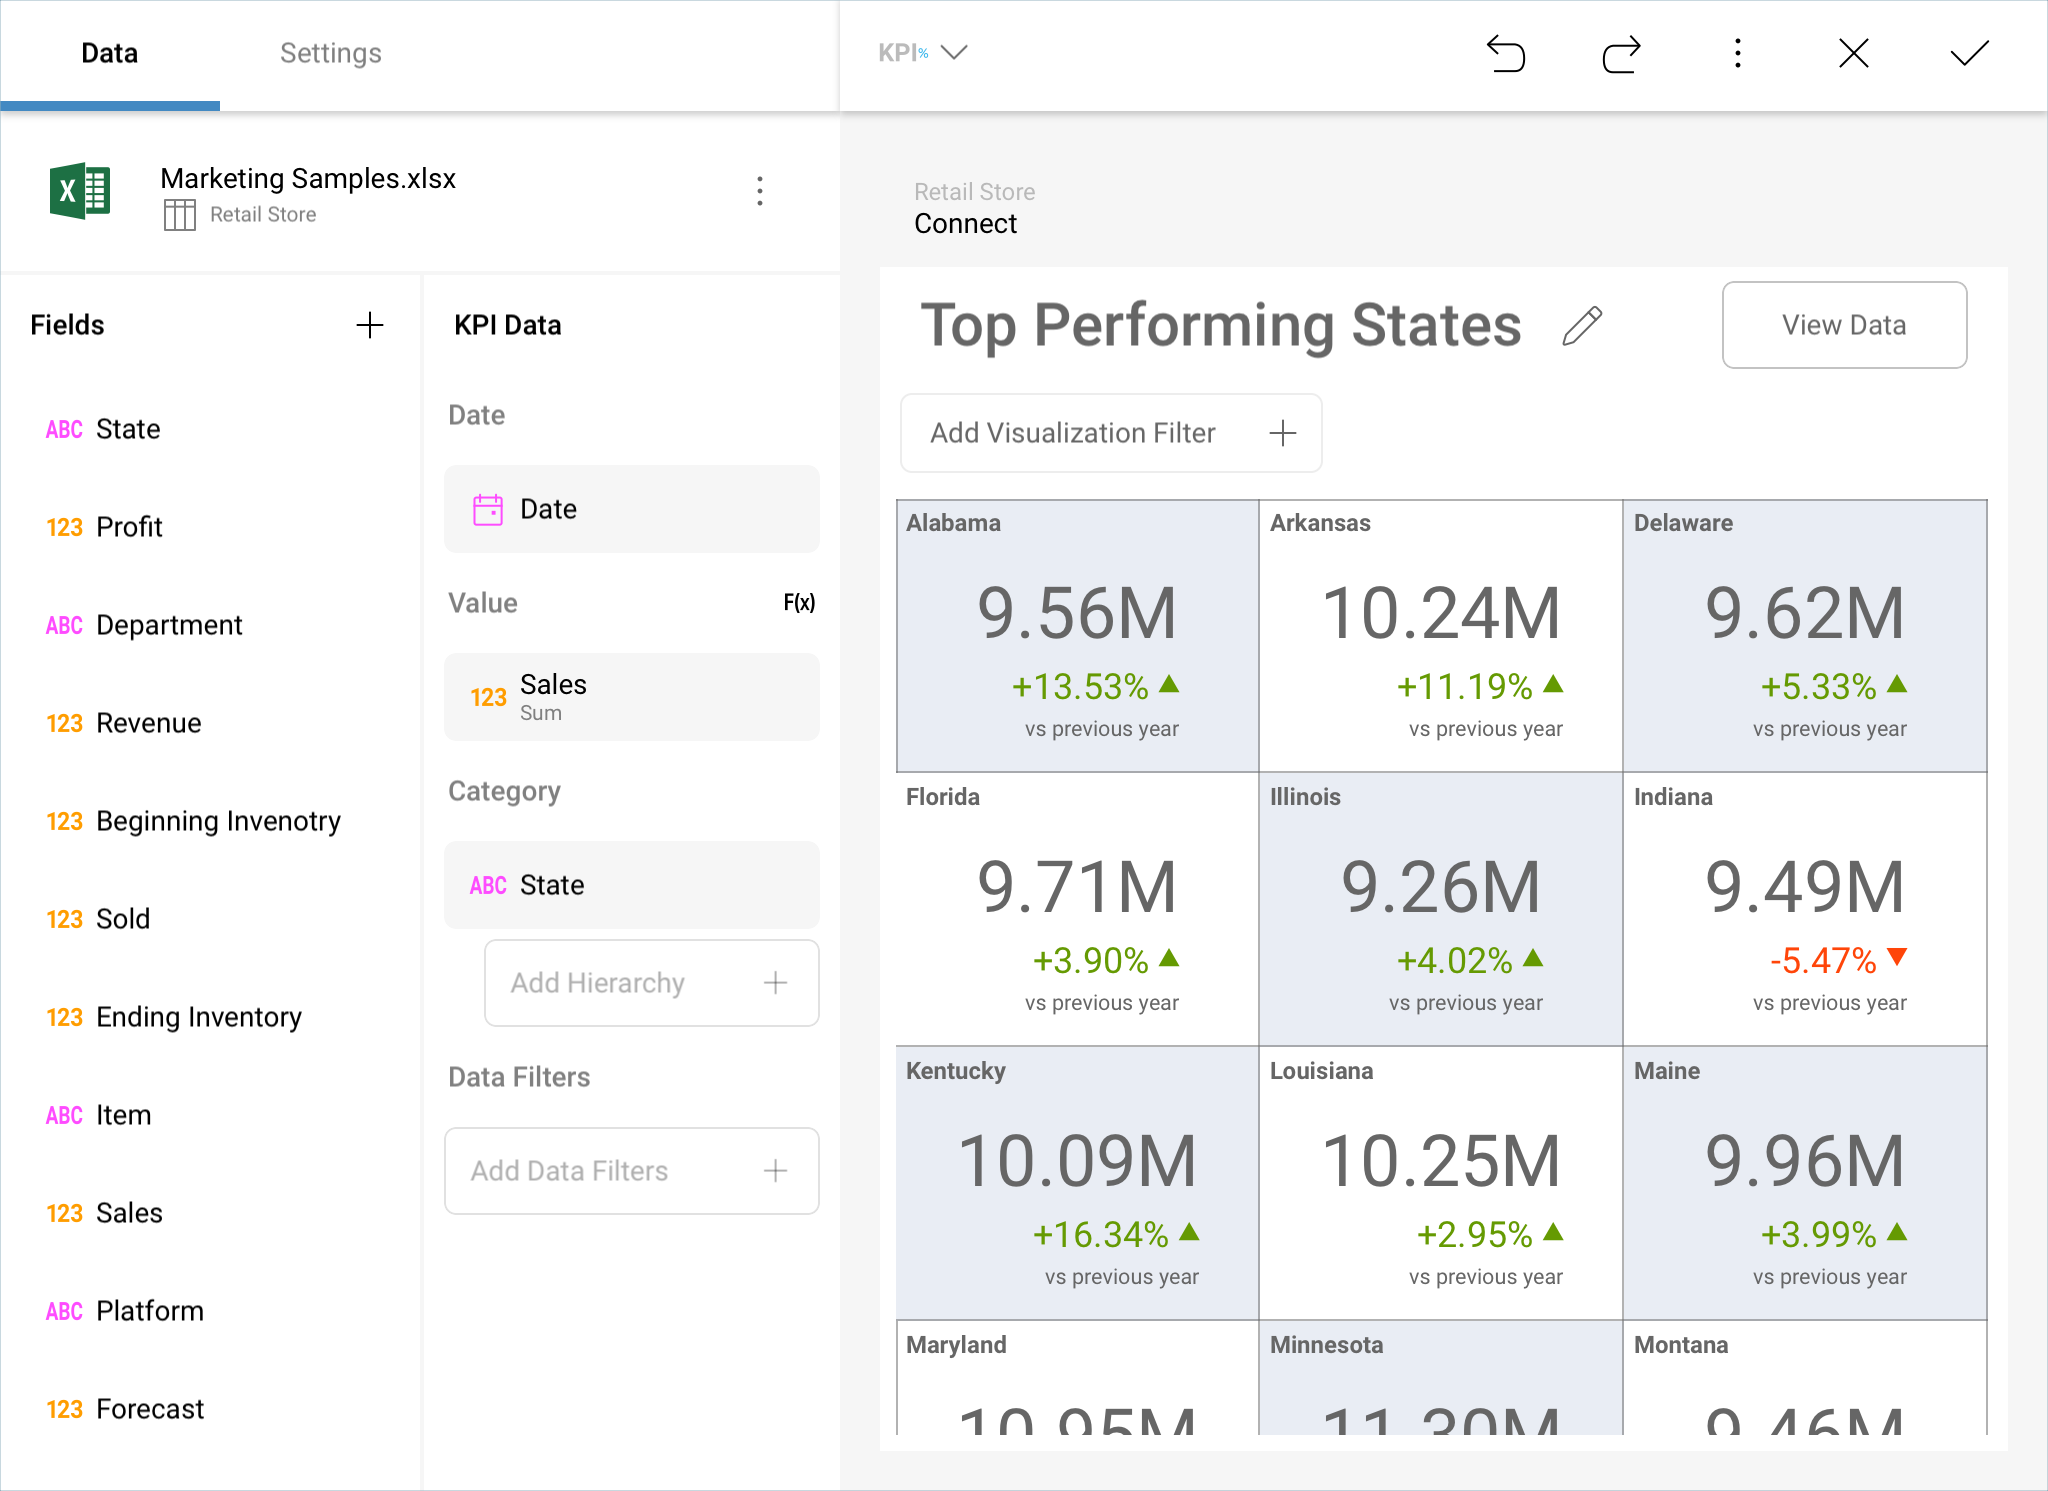 Data
Settings
KPI%
Marketing Samples.xlsx
Retail Store
Retail Store
Connect
Fields
KPI Data
Top Performing States
View Data
Add Visualization Filter
ABC State
123 Profit
ABC Department
123 Revenue
123 Beginning Invenotry
123 Sold
123 Ending Inventory
ABC Item
123 Sales
ABC Platform
123 Forecast
Date
Date
Value
F(x)
123 Sales
Sum
Category
ABC State
Add Hierarchy
Data Filters
Add Data Filters
Alabama
9.56M
+13.53%
vs previous year
Arkansas
10.24M
+11.19%
vs previous year
Delaware
9.62M
+5.33%
vs previous year
Florida
9.71M
+3.90%
vs previous year
Illinois
9.26M
+4.02%
vs previous year
Indiana
9.49M
-5.47%
vs previous year
Kentucky
10.09M
+16.34%
vs previous year
Louisiana
10.25M
+2.95%
vs previous year
Maine
9.96M
+3.99%
vs previous year
Maryland
10.95M
Minnesota
11.30M
Montana
9.46M